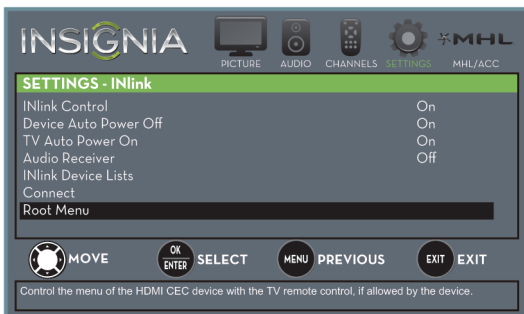 INSIGNIA
PICTURE AUDIO CHANNELS SETTINGS MHL MHL/ACC
SETTINGS - INlink
INlink Control On
Device Auto Power Off On
TV Auto Power On On
Audio Receiver Off
INlink Device Lists
Connect
Root Menu
MOVE OK ENTER SELECT MENU PREVIOUS EXIT EXIT
Control the menu of the HDMI CEC device with the TV remote control, if allowed by the device.